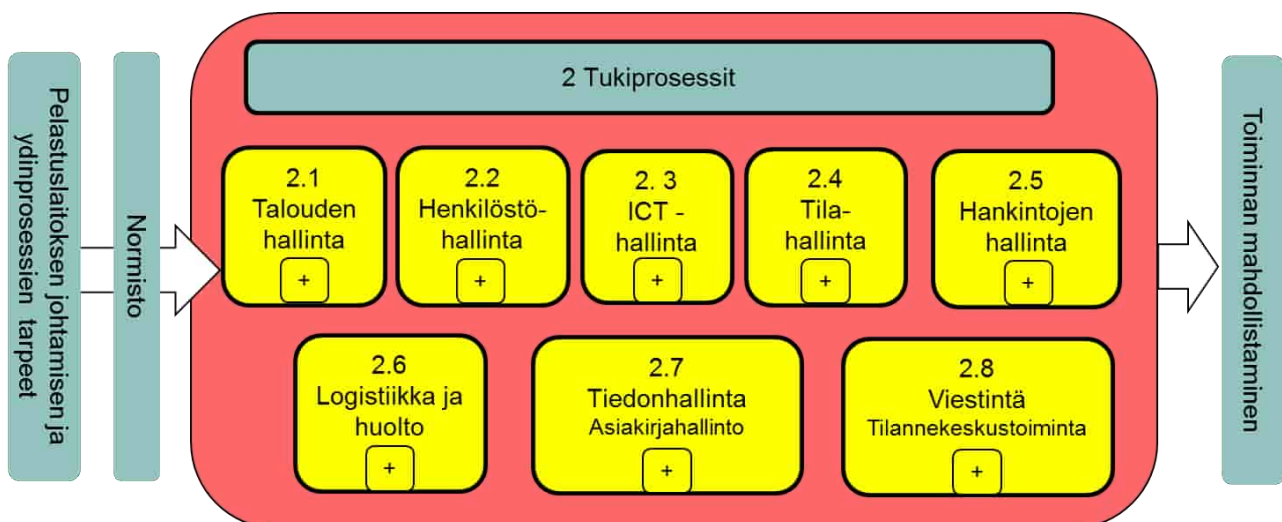 Pelastuslaitoksen johtamisen ja
ydinprosessien tarpeet
Normisto
2 Tukiprosessit
2.1
Talouden
hallinta
+
2.2
Henkilöstö-
hallinta
+
2. 3
ICT -
hallinta
+
2.4
Tila-
hallinta
+
2.5
Hankintojen
hallinta
+
2.6
Logistiikka ja
huolto
+
2.7
Tiedonhallinta
Asiakirjahallinto
+
2.8
Viestintä
Tilannekeskustoiminta
+
Toiminnan mahdollistaminen